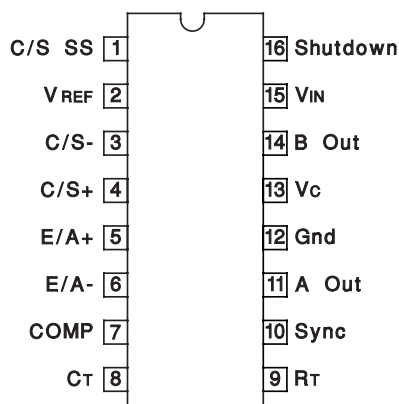 C/S SS 1 16 Shutdown
VREF 2 15 VIN
C/S- 3 14 B Out
C/S+ 4 13 Vc
E/A+ 5 12 Gnd
E/A- 6 11 A Out
COMP 7 10 Sync
CT 8 9 RT